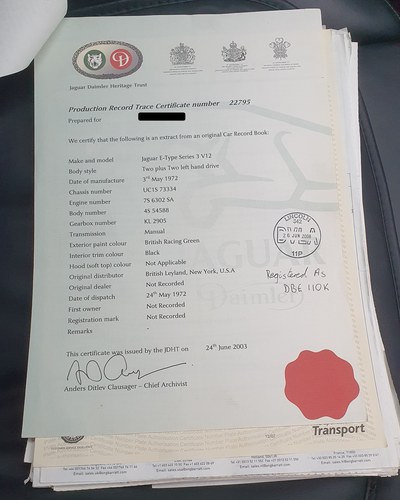 Jaguar Daimler Heritage Trust
Production Record Trace Certificate number 22795
Prepared for
We certify that the following is an extract from an original Car Record Book:
Make and model Jaguar E-Type Series 3 V12
Body style Two plus Two left hand drive
Date of manufacture 3rd May 1972
Chassis number UC1S 73334
Engine number 7S 6302 SA
Body number 4S 54588
Gearbox number KL 2905
Transmission Manual
Exterior paint colour British Racing Green
Interior trim colour Black
Hood (soft top) colour Not Applicable
Original distributor British Leyland, New York, U.S.A
Original dealer Not Recorded
Date of dispatch 24th May 1972
First owner Not Recorded
Registration mark Not Recorded
Remarks -
LINCOLN
11P
Registered As
DBE 110K
JAGUAR
Daimler
This certificate was issued by the JDHT on 24th June 2003
Anders Ditlev Clausager – Chief Archivist
Transport